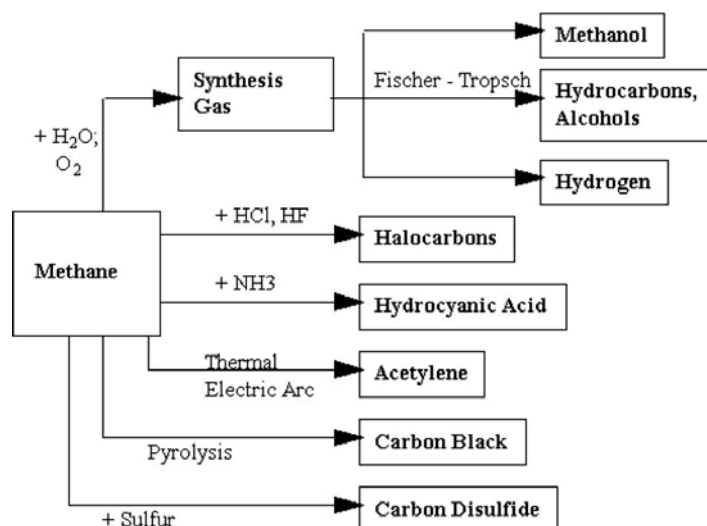 Methanol
Synthesis
Gas
Fischer - Tropsch
Hydrocarbons,
Alcohols
+ H₂O;
O₂
Hydrogen
+ HCl, HF
Halocarbons
Methane
+ NH3
Hydrocyanic Acid
Thermal
Electric Arc
Acetylene
Pyrolysis
Carbon Black
+ Sulfur
Carbon Disulfide